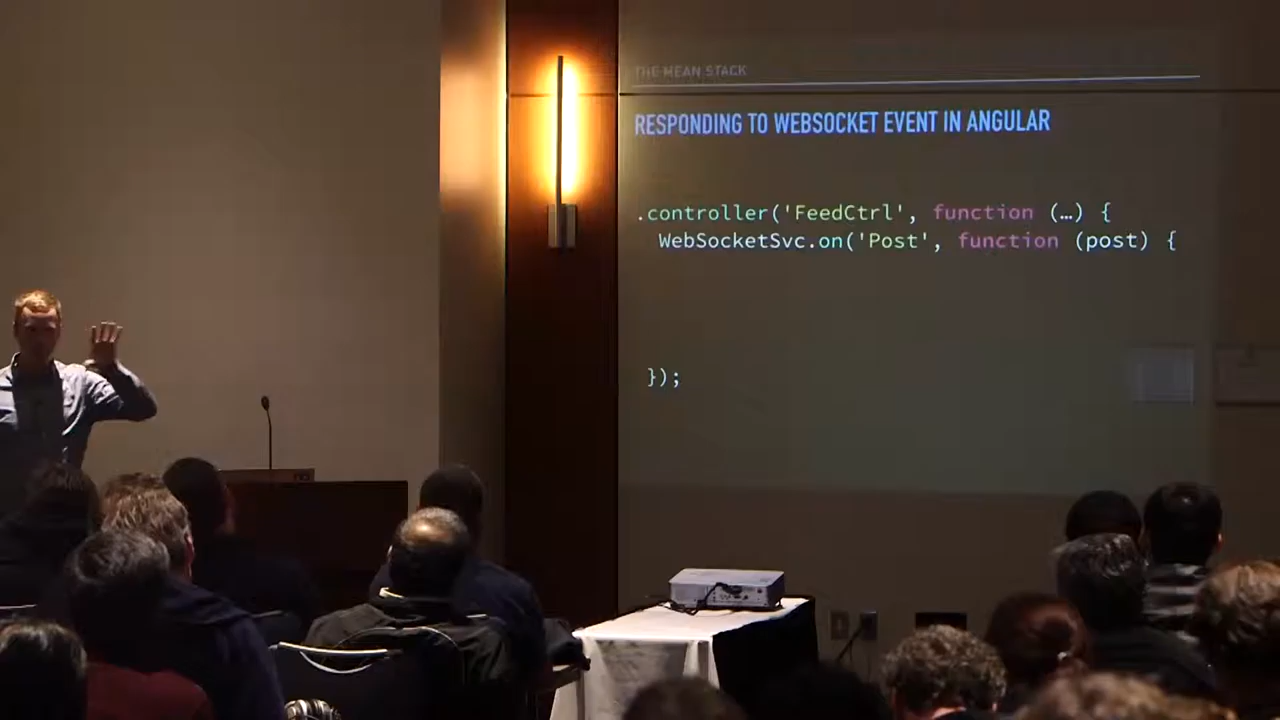 THE MEAN STACK
RESPONDING TO WEBSOCKET EVENT IN ANGULAR
.controller('FeedCtrl', function (…) {
WebSocketSvc.on('Post', function (post) {
});